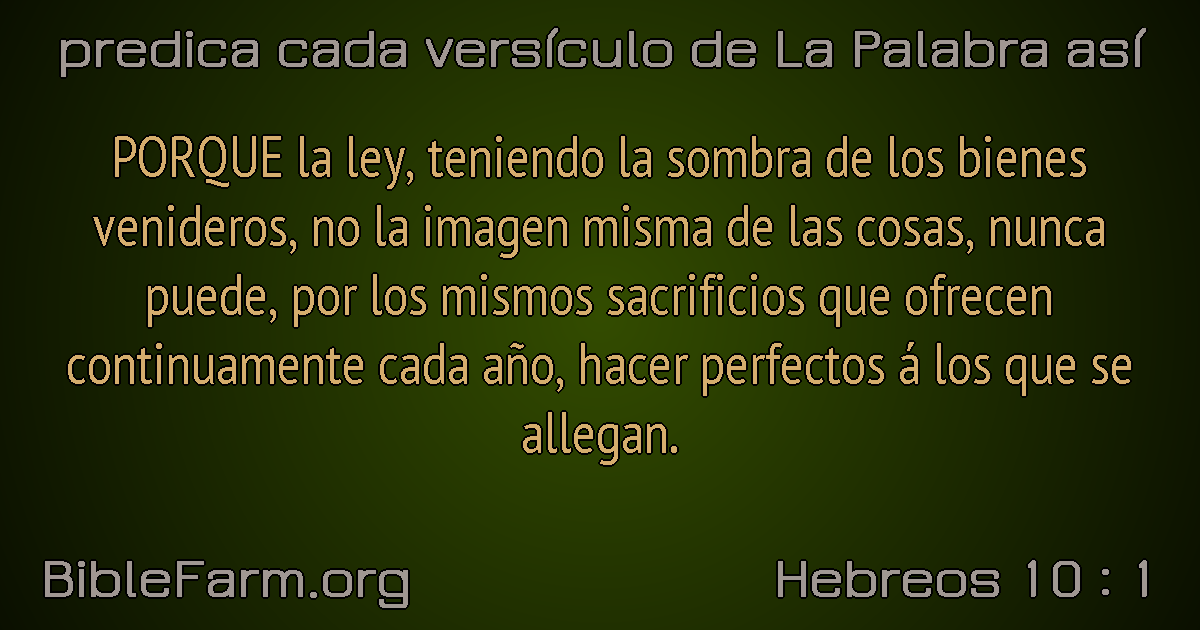 predica cada versículo de La Palabra así
PORQUE la ley, teniendo la sombra de los bienes
venideros, no la imagen misma de las cosas, nunca
puede, por los mismos sacrificios que ofrecen
continuamente cada año, hacer perfectos á los que se
allegan.
BibleFarm.org
Hebreos 10 : 1